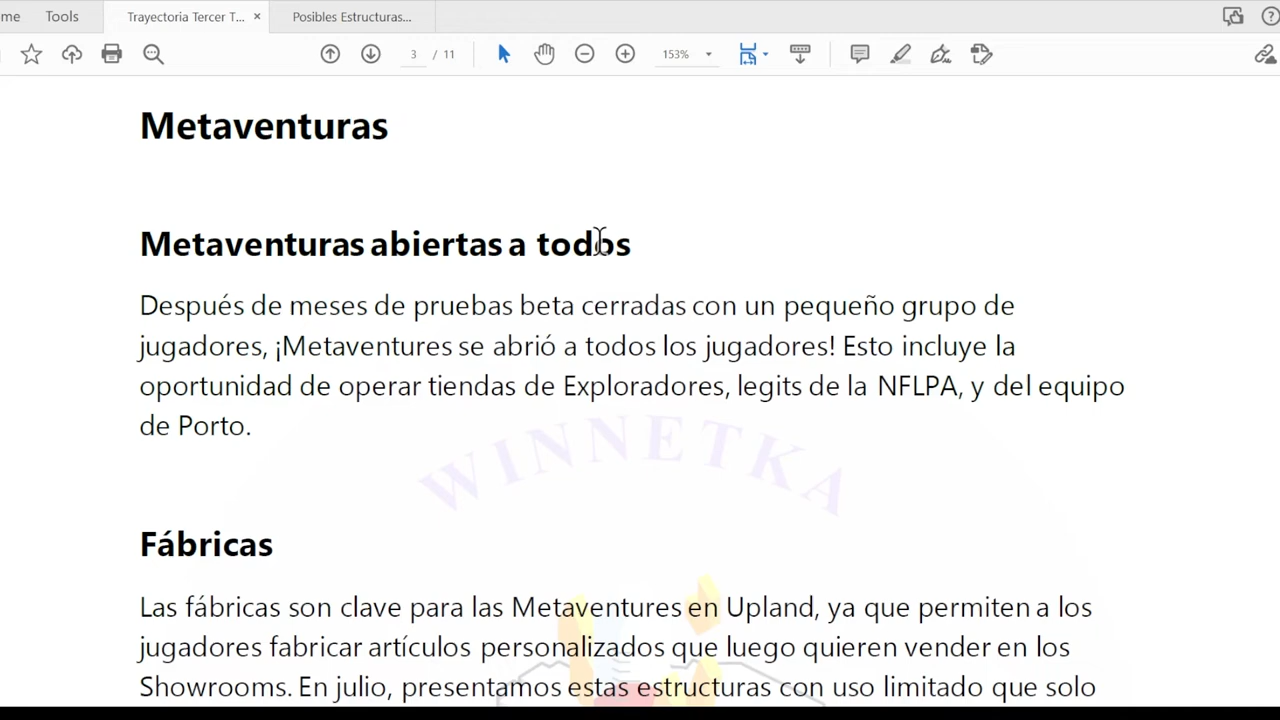 me Tools Trayectoria Tercer T... × Posibles Estructuras...
3 / 11 153%
Metaventuras
Metaventuras abiertas a todos
Después de meses de pruebas beta cerradas con un pequeño grupo de
jugadores, ¡Metaventures se abrió a todos los jugadores! Esto incluye la
oportunidad de operar tiendas de Exploradores, legits de la NFLPA, y del equipo
de Porto.
WINNETKA
Fábricas
Las fábricas son clave para las Metaventures en Upland, ya que permiten a los
jugadores fabricar artículos personalizados que luego quieren vender en los
Showrooms. En julio, presentamos estas estructuras con uso limitado que solo